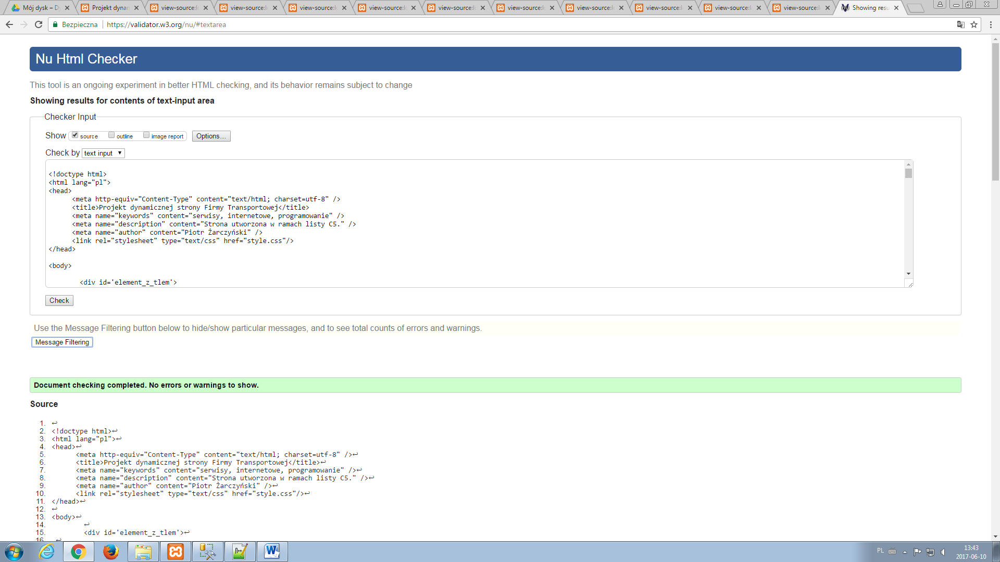 Mój dysk – Dy
Projekt dynam
view-source:lo
view-source:lo
view-source:lo
view-source:lo
view-source:lo
view-source:lo
view-source:lo
view-source:lo
view-source:lo
view-source:lo
Showing resu
Bezpieczna
https://validator.w3.org/nu/#textarea
Nu Html Checker
This tool is an ongoing experiment in better HTML checking, and its behavior remains subject to change
Showing results for contents of text-input area
Checker Input
Show source outline image report Options...
Check by text input
<!doctype html>
<html lang="pl">
<head>
<meta http-equiv="Content-Type" content="text/html; charset=utf-8" />
<title>Projekt dynamicznej strony Firmy Transportowej</title>
<meta name="keywords" content="serwisy, internetowe, programowanie" />
<meta name="description" content="Strona utworzona w ramach listy C5." />
<meta name="author" content="Piotr Żarczyński" />
<link rel="stylesheet" type="text/css" href="style.css"/>
</head>
<body>
<div id='element_z_tlem'>
Check
Use the Message Filtering button below to hide/show particular messages, and to see total counts of errors and warnings.
Message Filtering
Document checking completed. No errors or warnings to show.
Source
1. ↩
2. <!doctype html>↩
3. <html lang="pl">↩
4. <head>↩
5. <meta http-equiv="Content-Type" content="text/html; charset=utf-8" />↩
6. <title>Projekt dynamicznej strony Firmy Transportowej</title>↩
7. <meta name="keywords" content="serwisy, internetowe, programowanie" />↩
8. <meta name="description" content="Strona utworzona w ramach listy C5." />↩
9. <meta name="author" content="Piotr Żarczyński" />↩
10. <link rel="stylesheet" type="text/css" href="style.css"/>↩
11. </head>↩
12. ↩
13. <body>↩
14. ↩
15. <div id='element_z_tlem'>↩
16. ↩
PL
13:43
2017-06-10